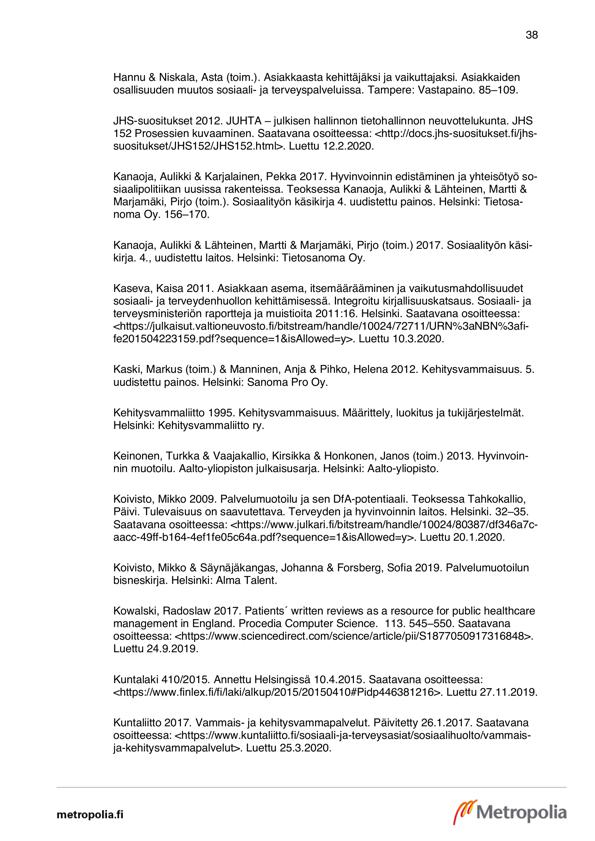 38
Hannu & Niskala, Asta (toim.). Asiakkaasta kehittäjäksi ja vaikuttajaksi. Asiakkaiden
osallisuuden muutos sosiaali- ja terveyspalveluissa. Tampere: Vastapaino. 85–109.
JHS-suositukset 2012. JUHTA – julkisen hallinnon tietohallinnon neuvottelukunta. JHS
152 Prosessien kuvaaminen. Saatavana osoitteessa: <http://docs.jhs-suositukset.fi/jhs-
suositukset/JHS152/JHS152.html>. Luettu 12.2.2020.
Kanaoja, Aulikki & Karjalainen, Pekka 2017. Hyvinvoinnin edistäminen ja yhteisötyö so-
siaalipolitiikan uusissa rakenteissa. Teoksessa Kanaoja, Aulikki & Lähteinen, Martti &
Marjamäki, Pirjo (toim.). Sosiaalityön käsikirja 4. uudistettu painos. Helsinki: Tietosa-
noma Oy. 156–170.
Kanaoja, Aulikki & Lähteinen, Martti & Marjamäki, Pirjo (toim.) 2017. Sosiaalityön käsi-
kirja. 4., uudistettu laitos. Helsinki: Tietosanoma Oy.
Kaseva, Kaisa 2011. Asiakkaan asema, itsemäärääminen ja vaikutusmahdollisuudet
sosiaali- ja terveydenhuollon kehittämisessä. Integroitu kirjallisuuskatsaus. Sosiaali- ja
terveysministeriön raportteja ja muistioita 2011:16. Helsinki. Saatavana osoitteessa:
<https://julkaisut.valtioneuvosto.fi/bitstream/handle/10024/72711/URN%3aNBN%3afi-
fe201504223159.pdf?sequence=1&isAllowed=y>. Luettu 10.3.2020.
Kaski, Markus (toim.) & Manninen, Anja & Pihko, Helena 2012. Kehitysvammaisuus. 5.
uudistettu painos. Helsinki: Sanoma Pro Oy.
Kehitysvammaliitto 1995. Kehitysvammaisuus. Määrittely, luokitus ja tukijärjestelmät.
Helsinki: Kehitysvammaliitto ry.
Keinonen, Turkka & Vaajakallio, Kirsikka & Honkonen, Janos (toim.) 2013. Hyvinvoin-
nin muotoilu. Aalto-yliopiston julkaisusarja. Helsinki: Aalto-yliopisto.
Koivisto, Mikko 2009. Palvelumuotoilu ja sen DfA-potentiaali. Teoksessa Tahkokallio,
Päivi. Tulevaisuus on saavutettava. Terveyden ja hyvinvoinnin laitos. Helsinki. 32–35.
Saatavana osoitteessa: <https://www.julkari.fi/bitstream/handle/10024/80387/df346a7c-
aacc-49ff-b164-4ef1fe05c64a.pdf?sequence=1&isAllowed=y>. Luettu 20.1.2020.
Koivisto, Mikko & Säynäjäkangas, Johanna & Forsberg, Sofia 2019. Palvelumuotoilun
bisneskirja. Helsinki: Alma Talent.
Kowalski, Radoslaw 2017. Patients´ written reviews as a resource for public healthcare
management in England. Procedia Computer Science.  113. 545–550. Saatavana
osoitteessa: <https://www.sciencedirect.com/science/article/pii/S1877050917316848>.
Luettu 24.9.2019.
Kuntalaki 410/2015. Annettu Helsingissä 10.4.2015. Saatavana osoitteessa:
<https://www.finlex.fi/fi/laki/alkup/2015/20150410#Pidp446381216>. Luettu 27.11.2019.
Kuntaliitto 2017. Vammais- ja kehitysvammapalvelut. Päivitetty 26.1.2017. Saatavana
osoitteessa: <https://www.kuntaliitto.fi/sosiaali-ja-terveysasiat/sosiaalihuolto/vammais-
ja-kehitysvammapalvelut>. Luettu 25.3.2020.
metropolia.fi
Metropolia